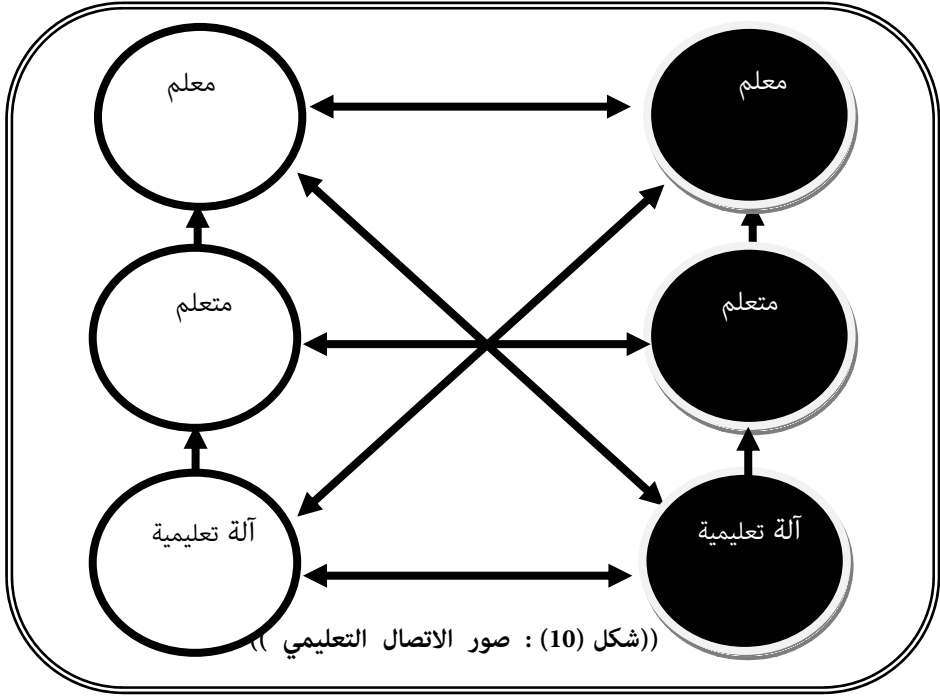 معلم
معلم
متعلم
متعلم
آلة تعليمية
آلة تعليمية
((شكل (10) : صور الاتصال التعليمي ))